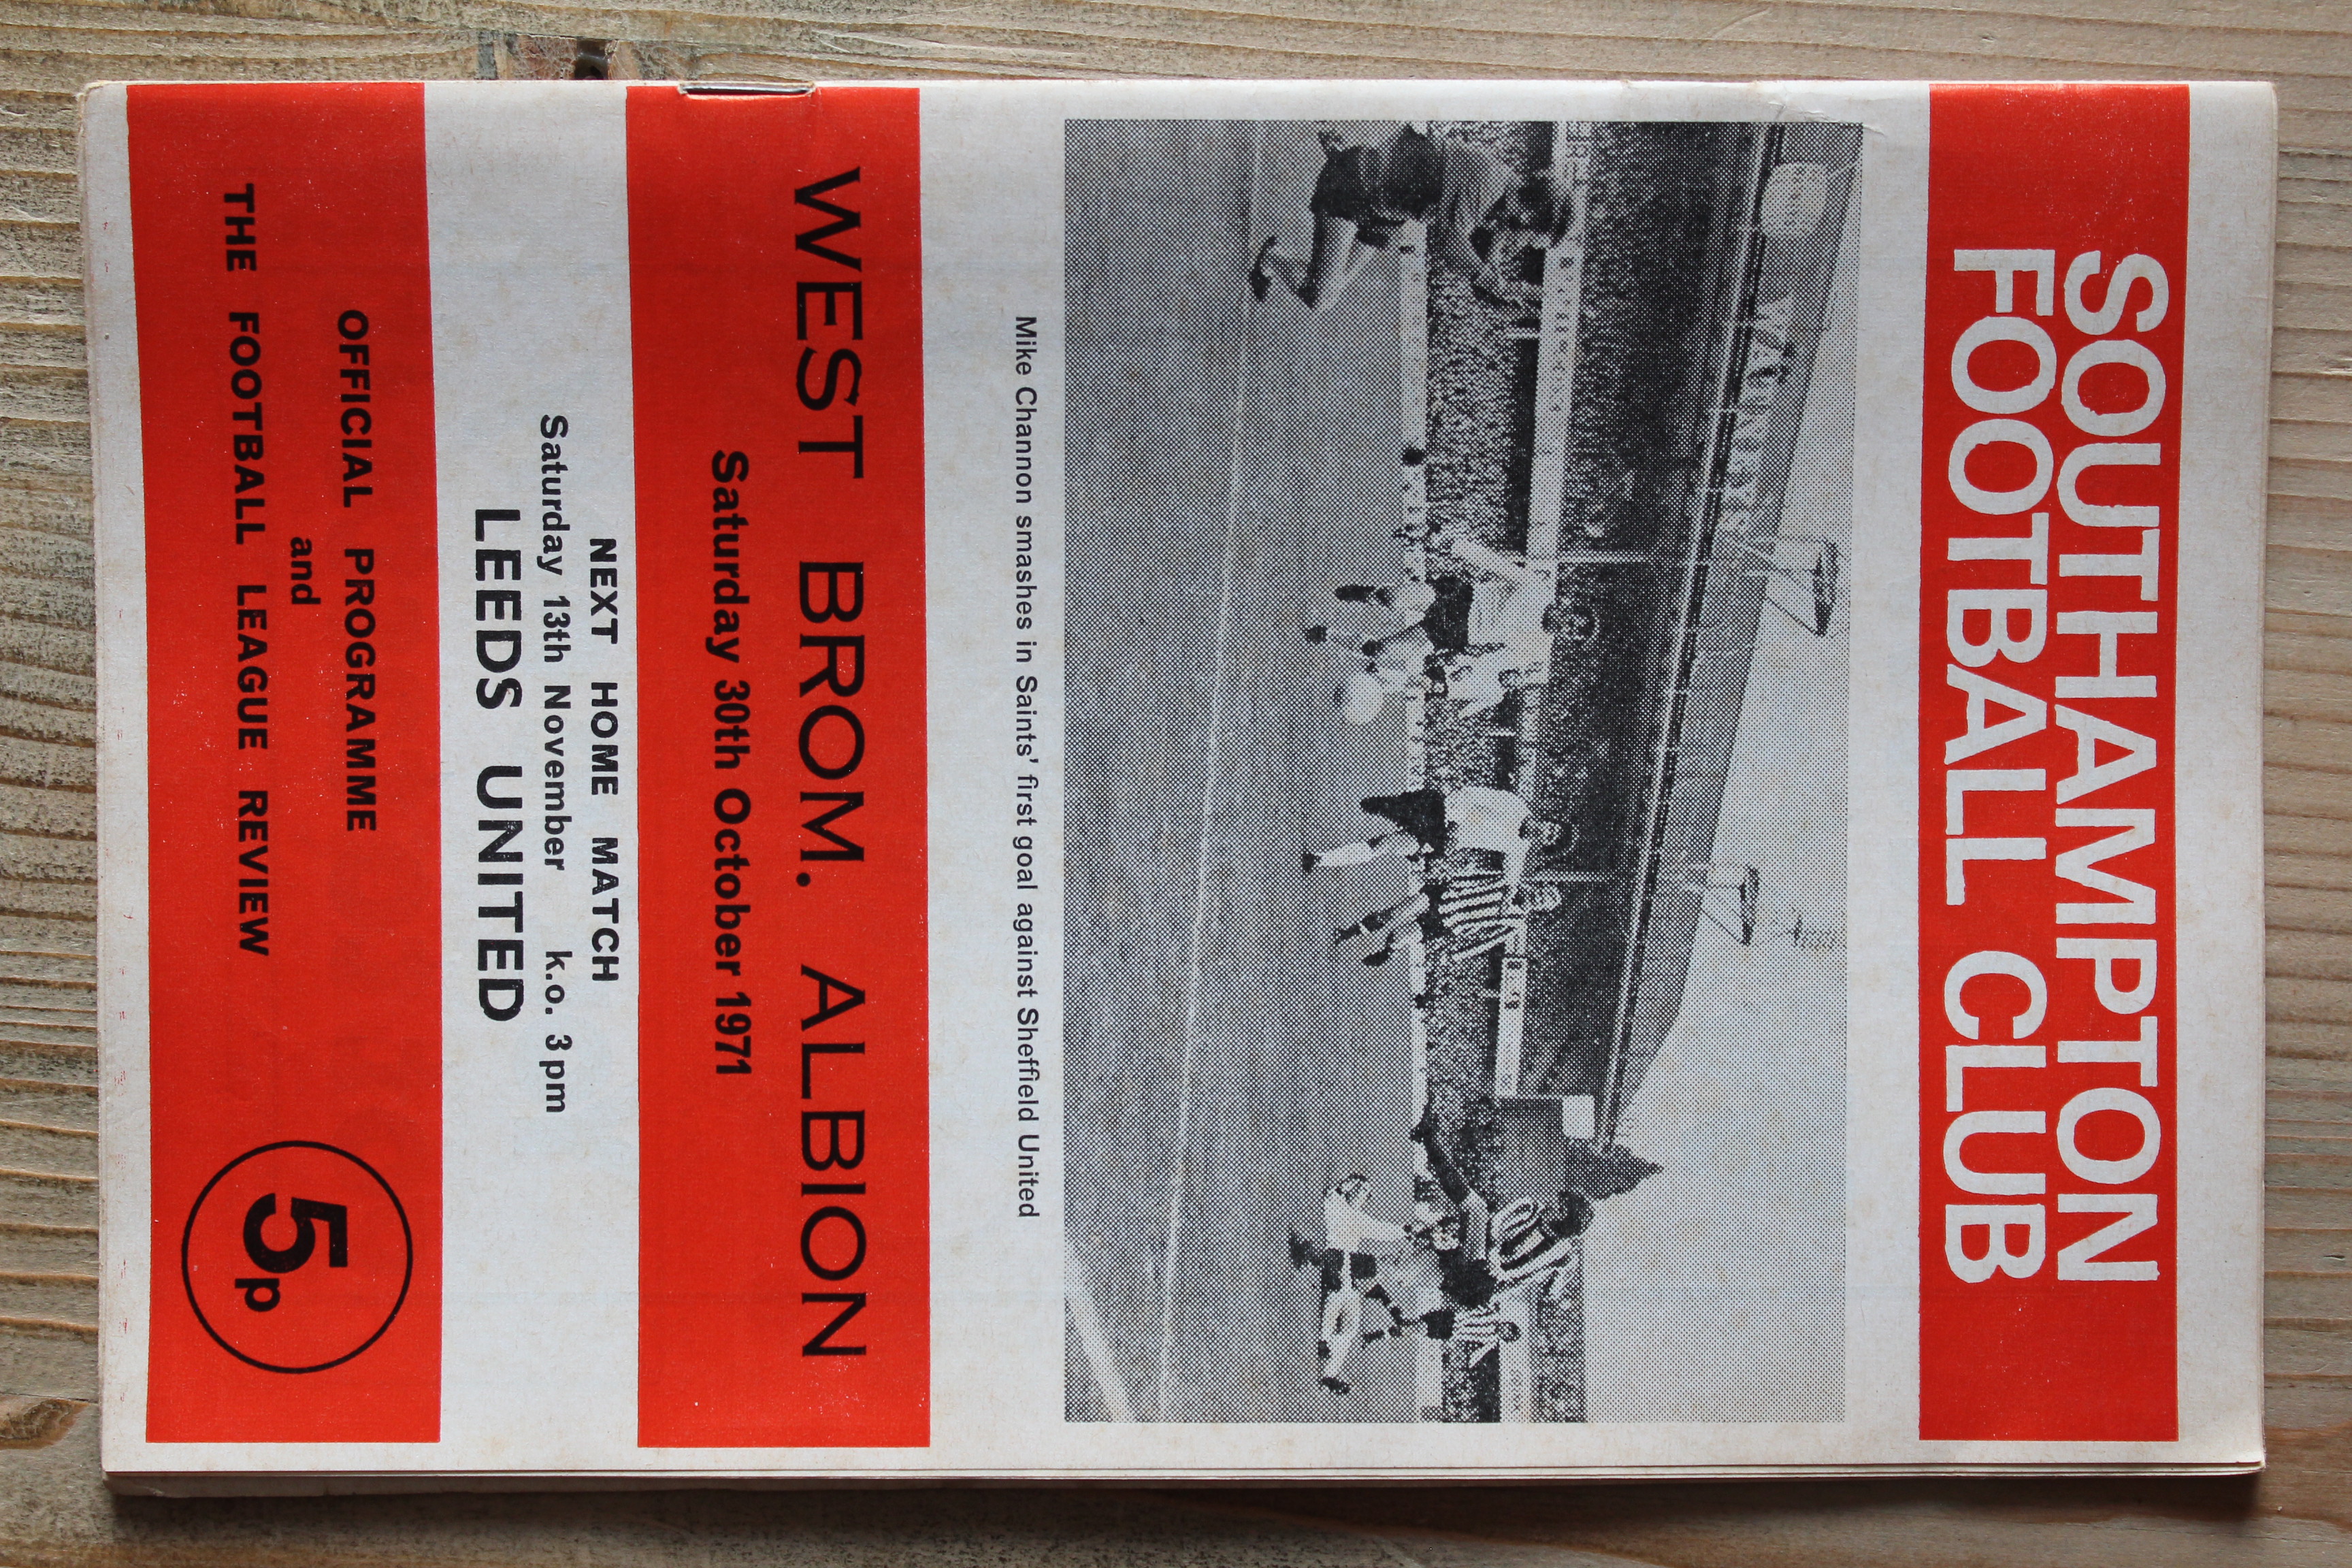 SOUTHAMPTON
FOOTBALL CLUB
Mike Channon smashes in Saints' first goal against Sheffield United
WEST BROM. ALBION
Saturday 30th October 1971
NEXT HOME MATCH
Saturday 13th November k.o. 3pm
LEEDS UNITED
OFFICIAL PROGRAMME
and
THE FOOTBALL LEAGUE REVIEW
5p